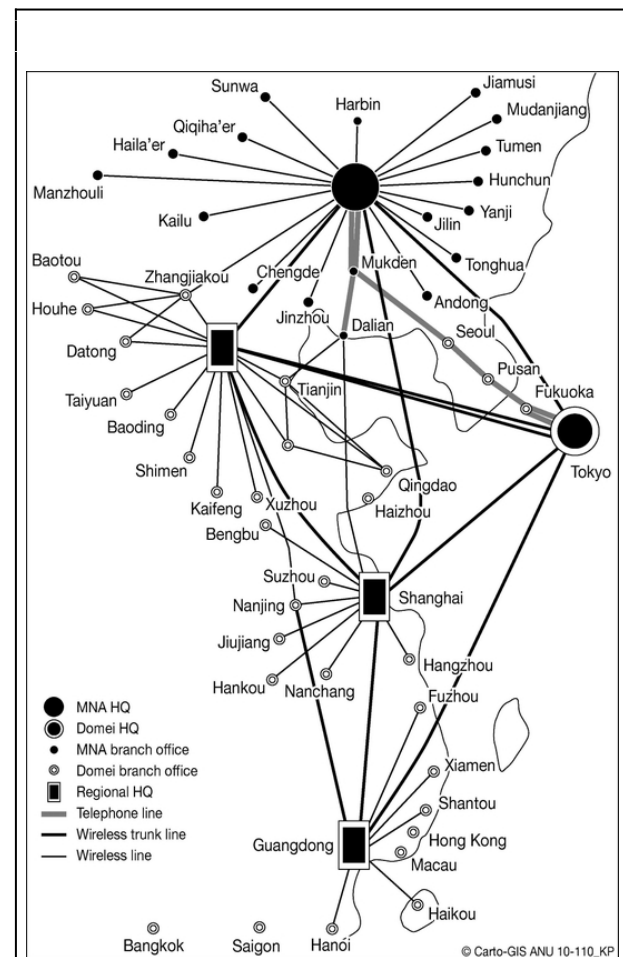 Sunwa
Jiamusi
Harbin
Mudanjiang
Qiqiha'er
Tumen
Haila'er
Manzhouli
Hunchun
Kailu
Jilin
Yanji
Tonghua
Baotou
Zhangjiakou
Chengde
Mukden
Andong
Houhe
Jinzhou
Dalian
Seoul
Datong
Pusan
Tianjin
Fukuoka
Taiyuan
Baoding
Tokyo
Shimen
Qingdao
Kaifeng
Xuzhou
Haizhou
Bengbu
Suzhou
Nanjing
Shanghai
Jiujiang
Hankou
Nanchang
Hangzhou
Fuzhou
MNA HQ
Domei HQ
MNA branch office
Domei branch office
Regional HQ
Telephone line
Wireless trunk line
Wireless line
Xiamen
Shantou
Guangdong
Hong Kong
Macau
Haikou
Bangkok
Saigon
Hanói
© Carto-GIS ANU 10-110_KP